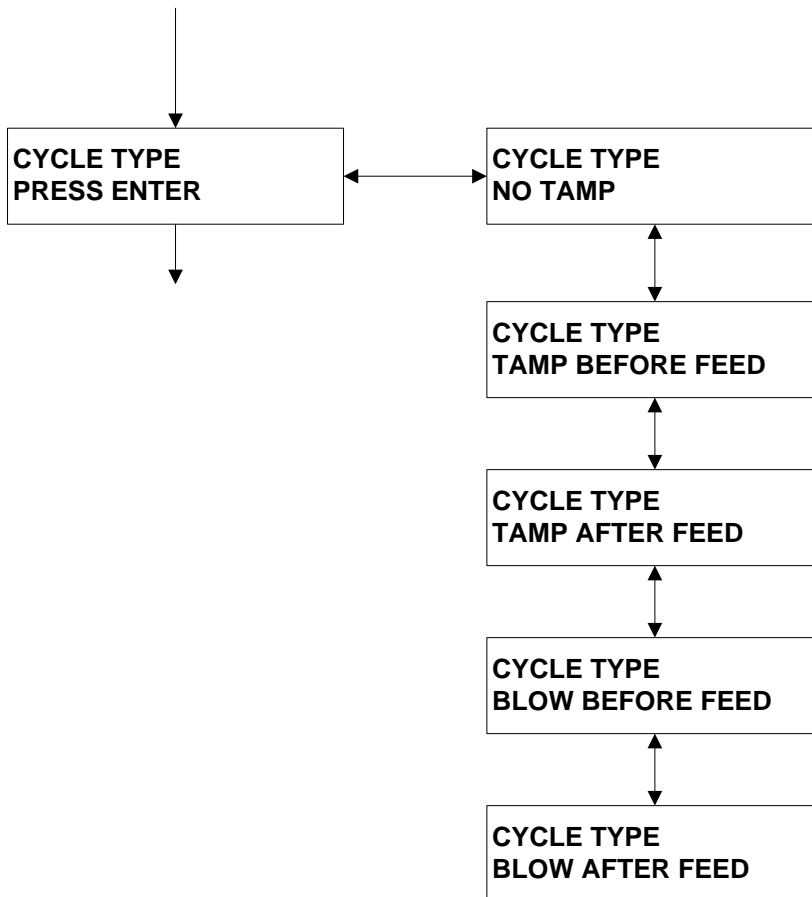 CYCLE TYPE
PRESS ENTER
CYCLE TYPE
NO TAMP
CYCLE TYPE
TAMP BEFORE FEED
CYCLE TYPE
TAMP AFTER FEED
CYCLE TYPE
BLOW BEFORE FEED
CYCLE TYPE
BLOW AFTER FEED